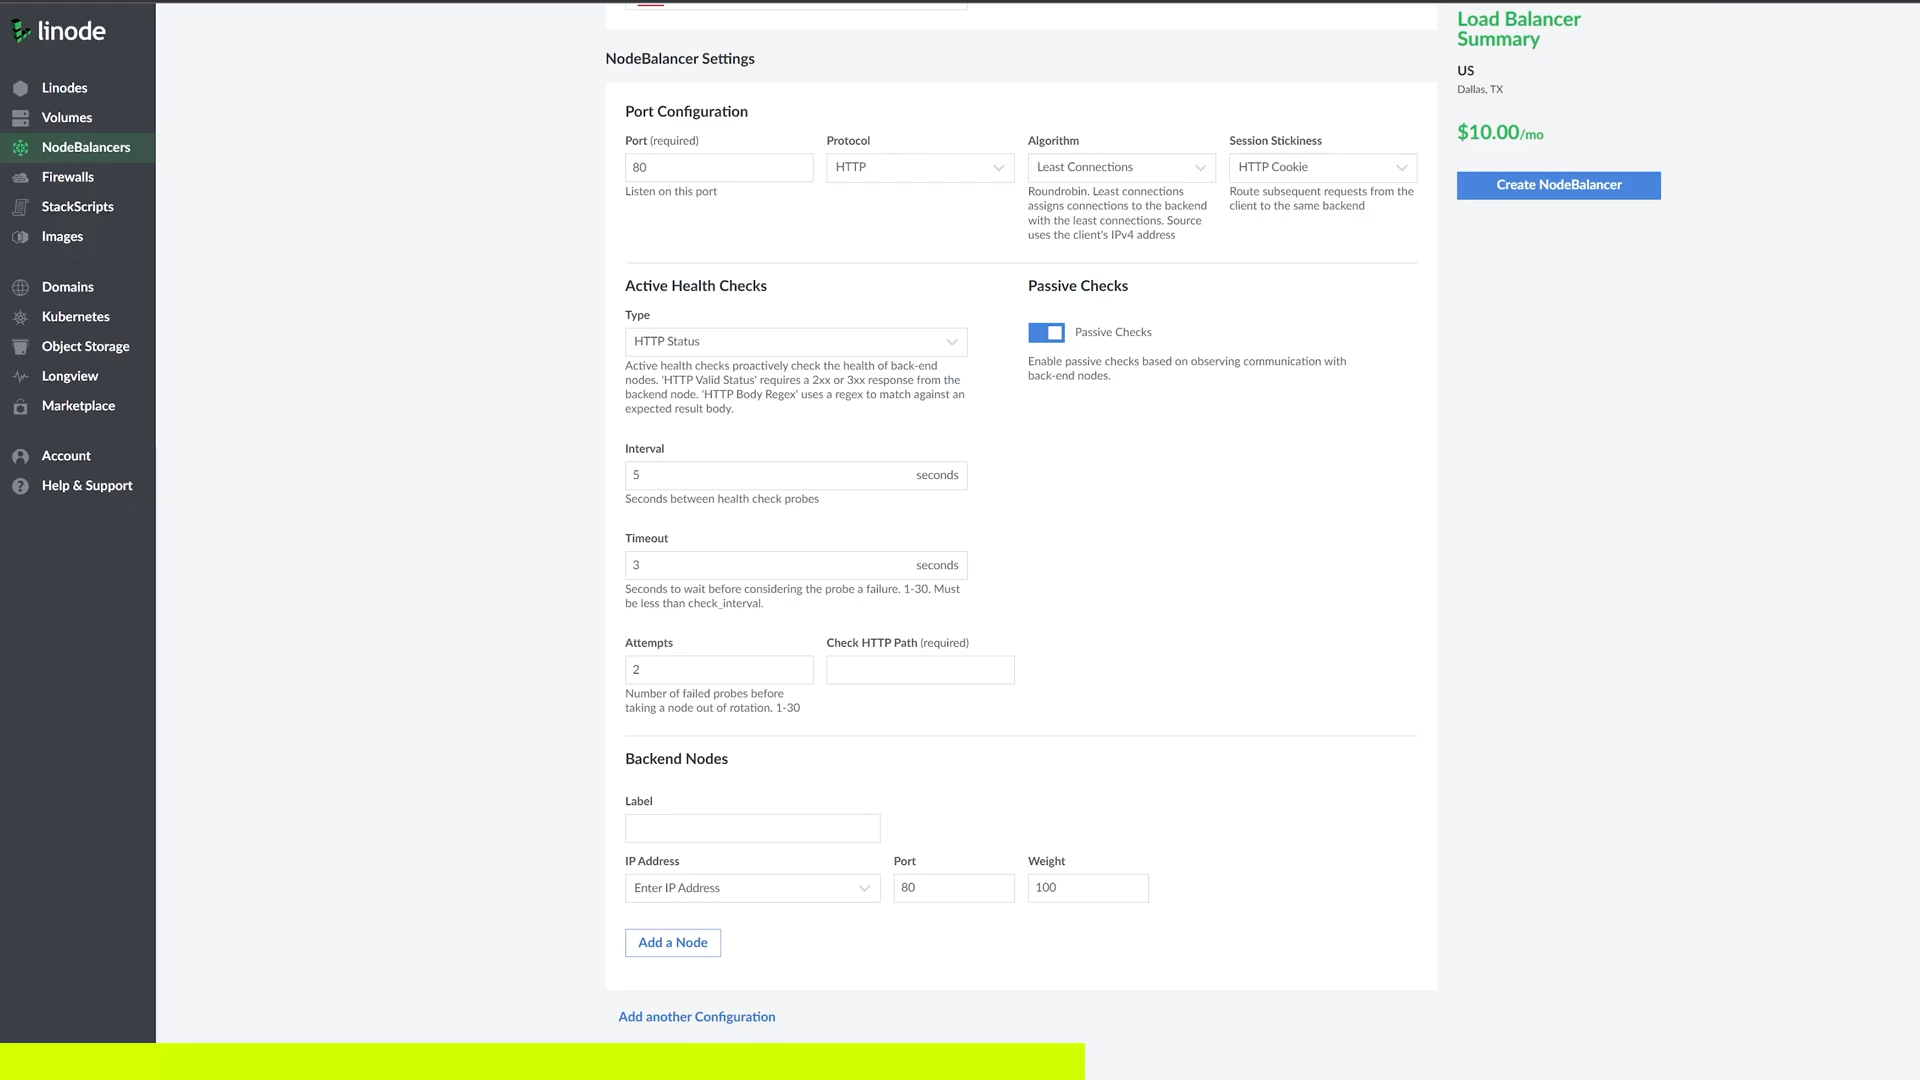 linode
Linodes
Volumes
NodeBalancers
Firewalls
StackScripts
Images
Domains
Kubernetes
Object Storage
Longview
Marketplace
Account
Help & Support
NodeBalancer Settings
Port Configuration
Port (required)
80
Listen on this port
Protocol
HTTP
Algorithm
Least Connections
Roundrobin. Least connections
assigns connections to the backend
with the least connections. Source
uses the client's IPv4 address
Session Stickiness
HTTP Cookie
Route subsequent requests from the
client to the same backend
Active Health Checks
Type
HTTP Status
Active health checks proactively check the health of back-end
nodes. 'HTTP Valid Status' requires a 2xx or 3xx response from the
backend node. 'HTTP Body Regex' uses a regex to match against an
expected result body.
Interval
5 seconds
Seconds between health check probes
Timeout
3 seconds
Seconds to wait before considering the probe a failure. 1-30. Must
be less than check_interval.
Attempts
2
Number of failed probes before
taking a node out of rotation. 1-30
Check HTTP Path (required)
Passive Checks
Passive Checks
Enable passive checks based on observing communication with
back-end nodes.
Backend Nodes
Label
IP Address
Enter IP Address
Port
80
Weight
100
Add a Node
Add another Configuration
Load Balancer
Summary
US
Dallas, TX
$10.00/mo
Create NodeBalancer